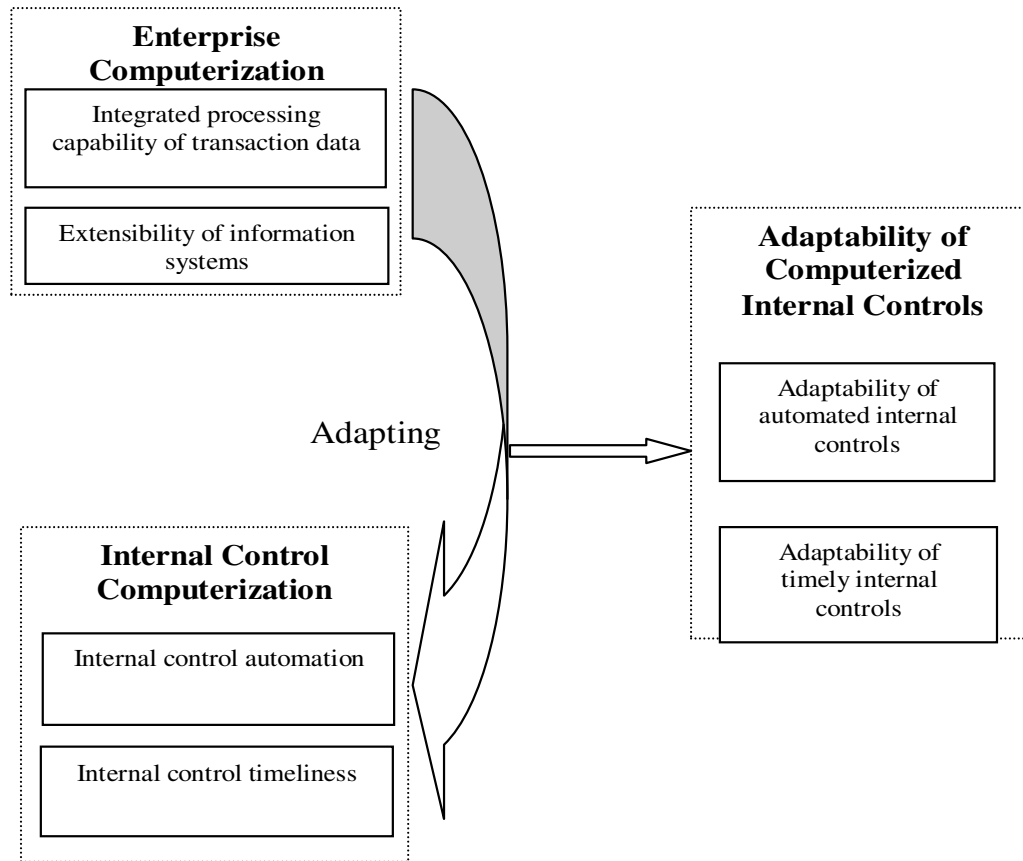 Enterprise
Computerization
Integrated processing
capability of transaction data
Extensibility of information
systems
Adapting
Internal Control
Computerization
Internal control automation
Internal control timeliness
Adaptability of
Computerized
Internal Controls
Adaptability of
automated internal
controls
Adaptability of
timely internal
controls